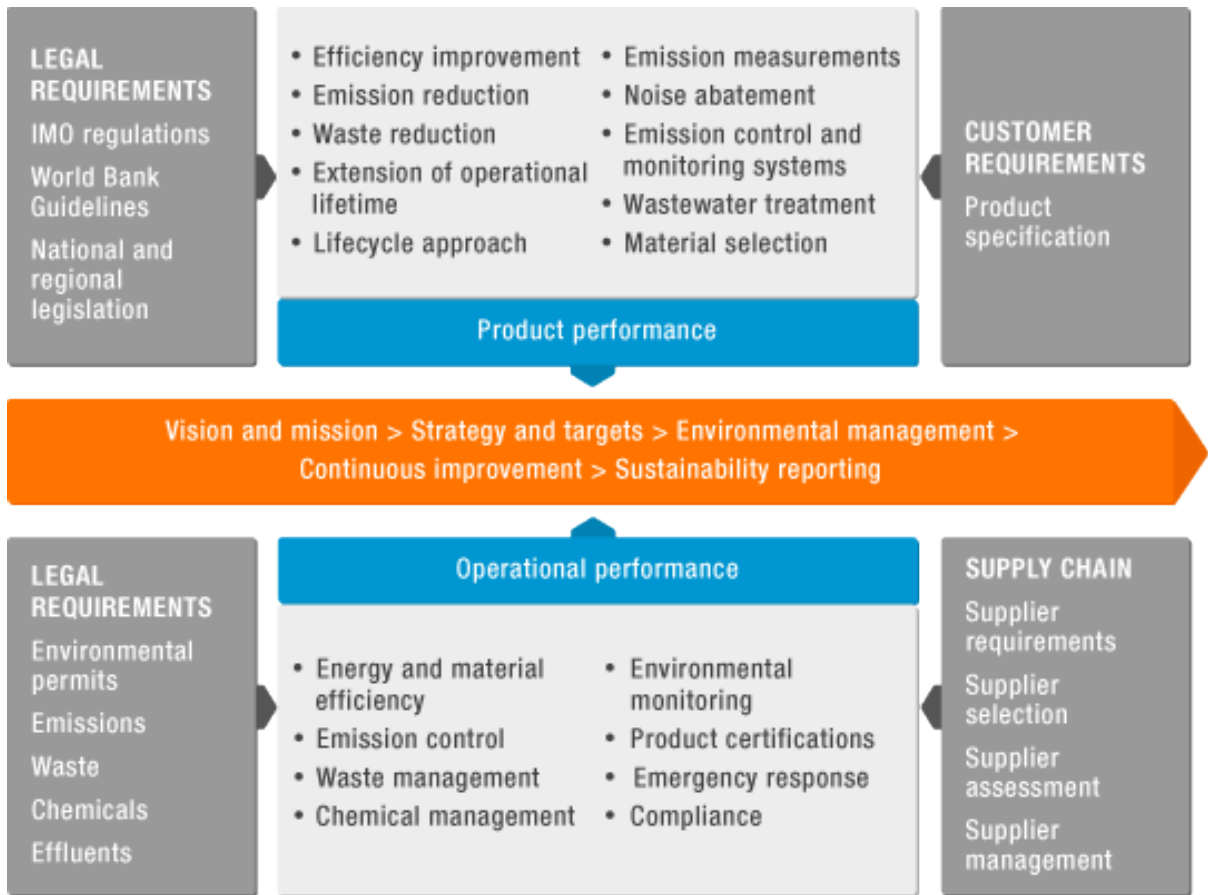 LEGAL
REQUIREMENTS
IMO regulations
World Bank
Guidelines
National and
regional
legislation
• Efficiency improvement
• Emission reduction
• Waste reduction
• Extension of operational
lifetime
• Lifecycle approach
• Emission measurements
• Noise abatement
• Emission control and
monitoring systems
• Wastewater treatment
• Material selection
Product performance
CUSTOMER
REQUIREMENTS
Product
specification
Vision and mission > Strategy and targets > Environmental management >
Continuous improvement > Sustainability reporting
LEGAL
REQUIREMENTS
Environmental
permits
Emissions
Waste
Chemicals
Effluents
Operational performance
• Energy and material
efficiency
• Emission control
• Waste management
• Chemical management
• Environmental
monitoring
• Product certifications
• Emergency response
• Compliance
SUPPLY CHAIN
Supplier
requirements
Supplier
selection
Supplier
assessment
Supplier
management